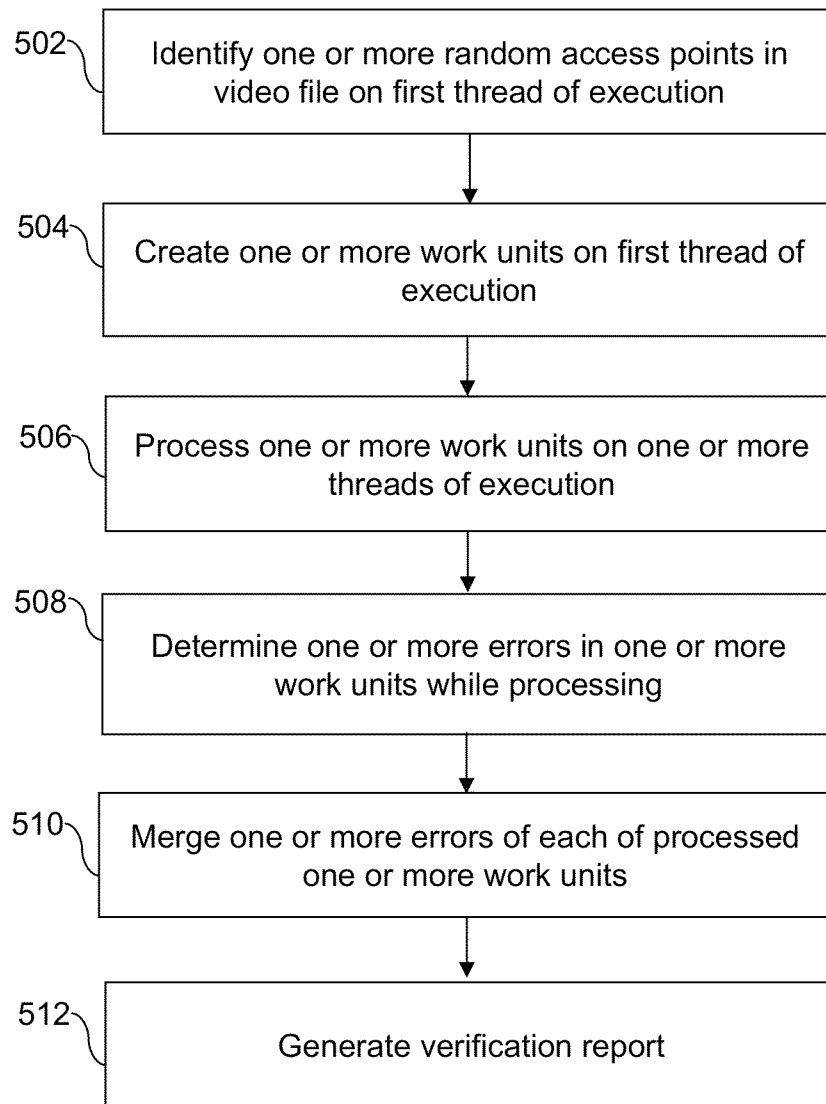 502
Identify one or more random access points in
video file on first thread of execution
504
Create one or more work units on first thread of
execution
506
Process one or more work units on one or more
threads of execution
508
Determine one or more errors in one or more
work units while processing
510
Merge one or more errors of each of processed
one or more work units
512
Generate verification report